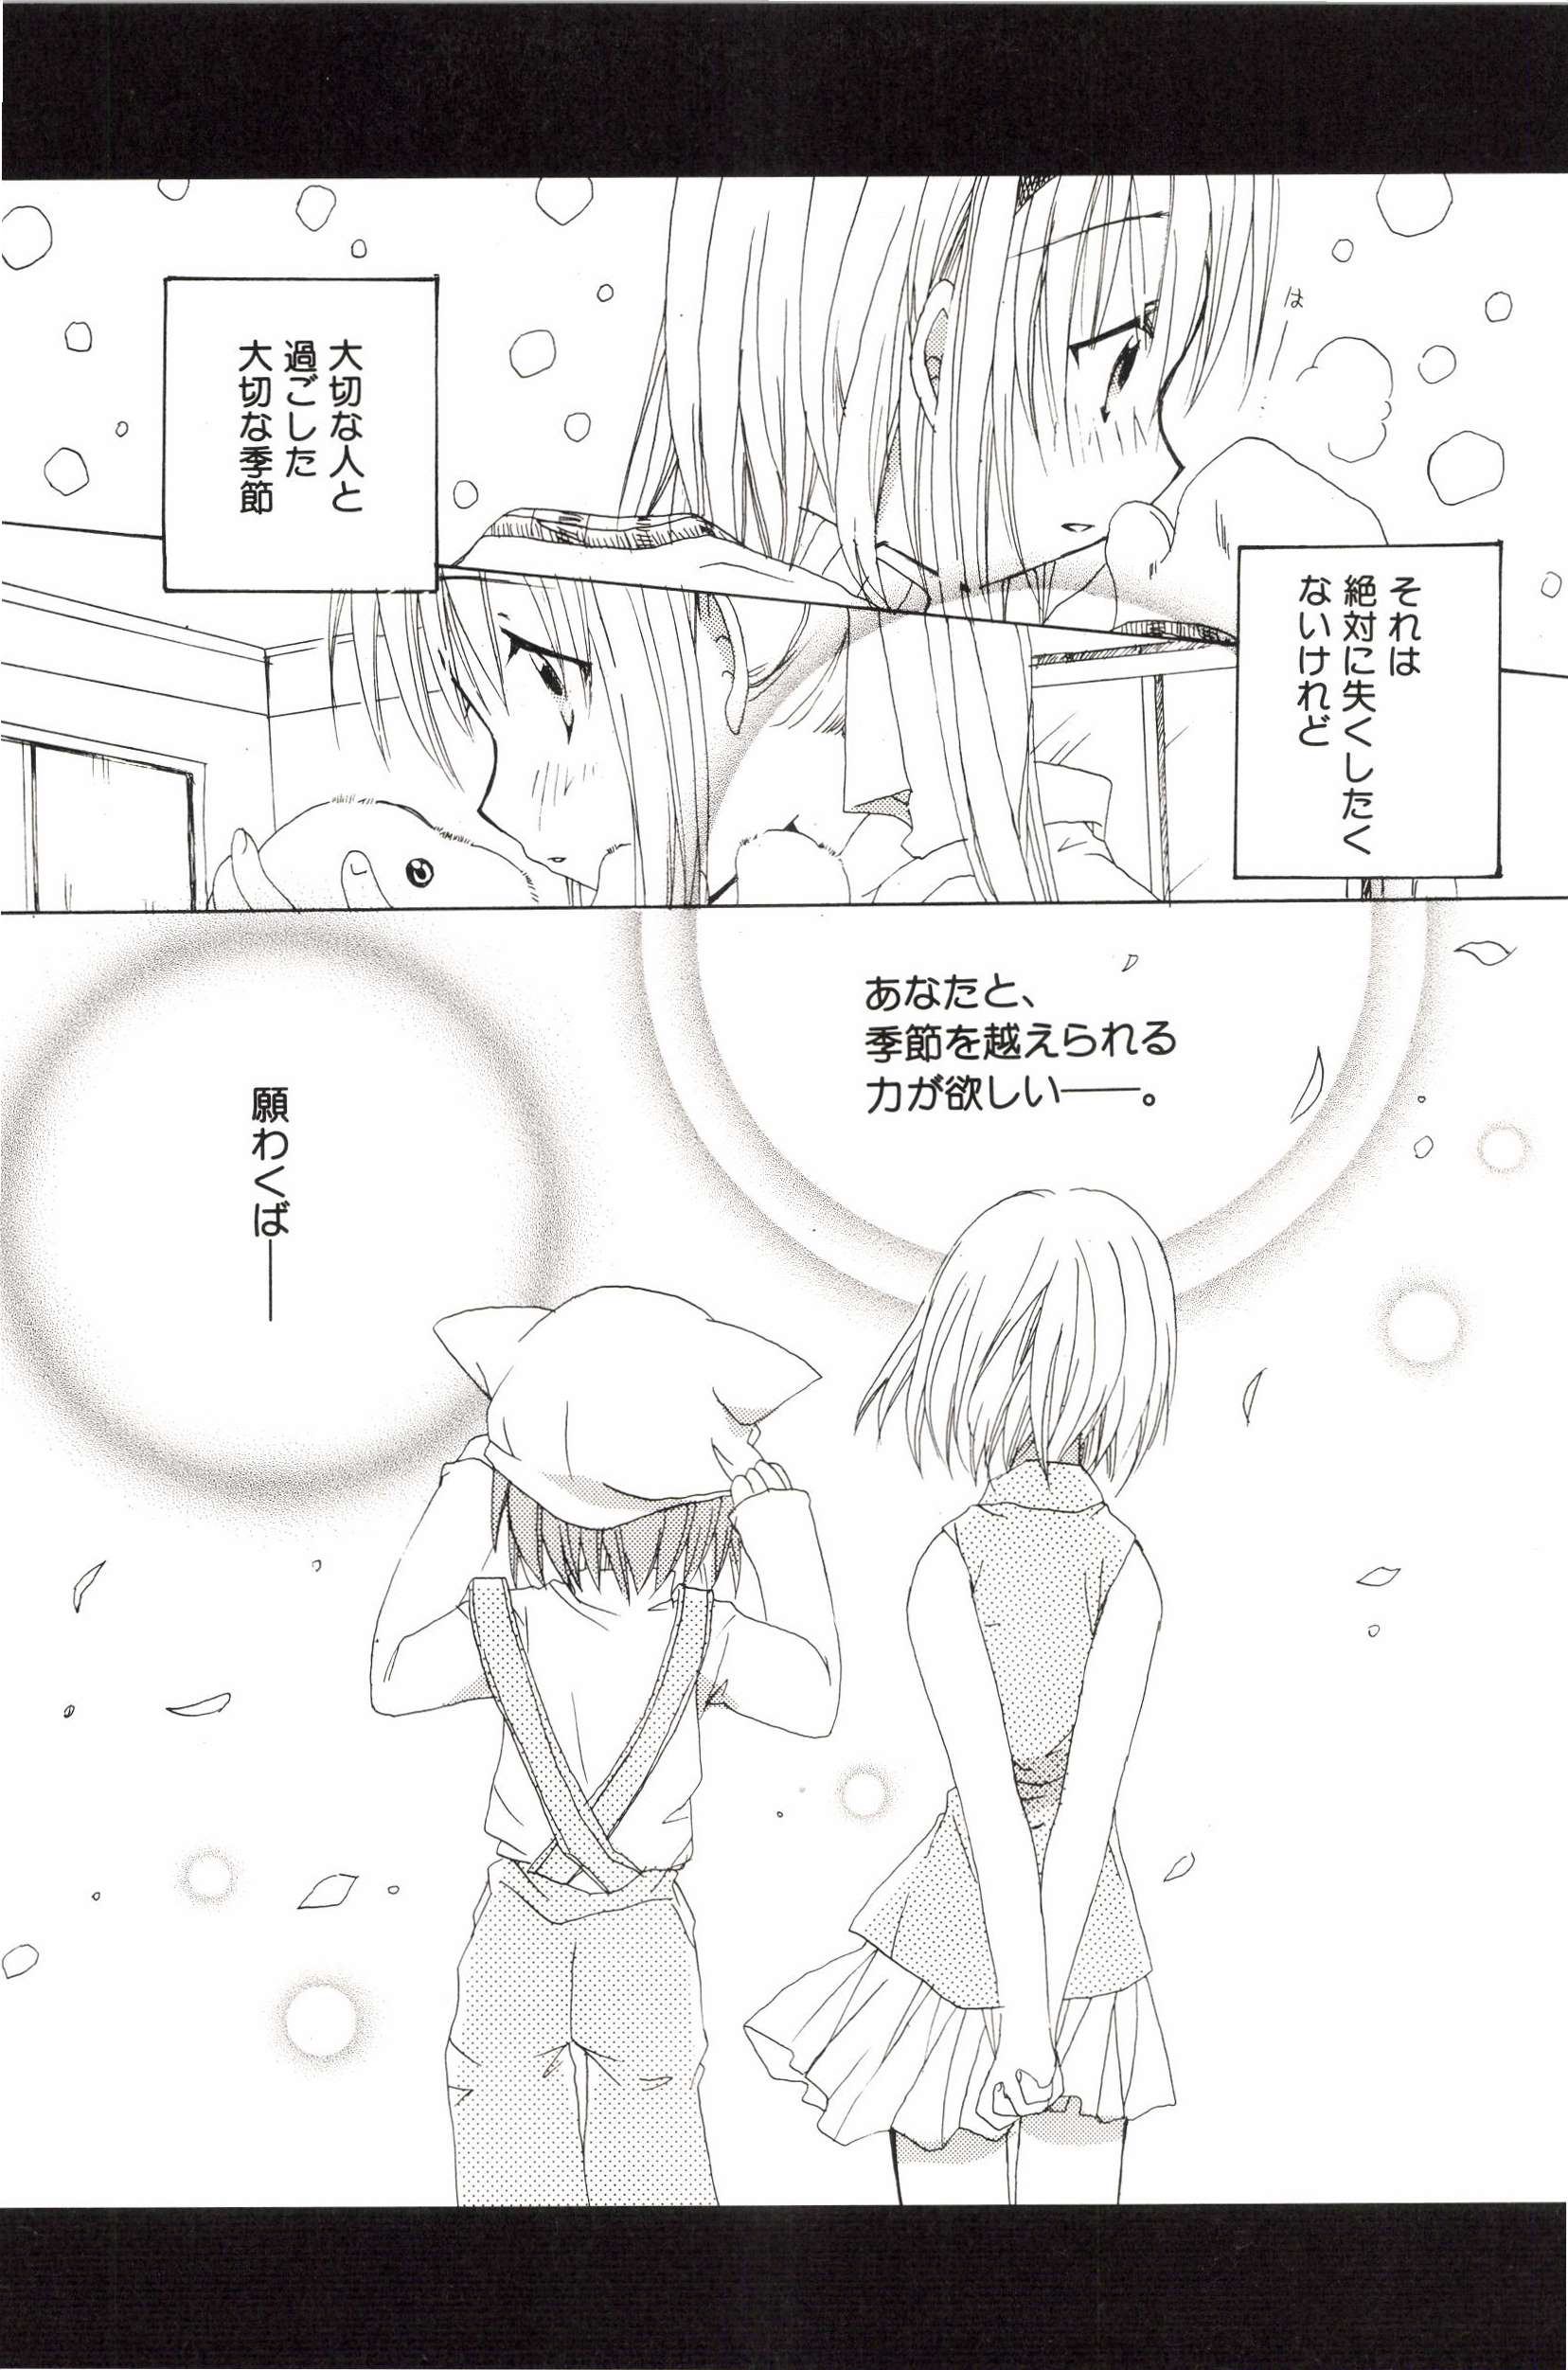 は
大切な人と
過ごした
大切な季節
それは
絶対に失くしたく
ないけれど
願わくば──
あなたと、
季節を越えられる
力が欲しい──。